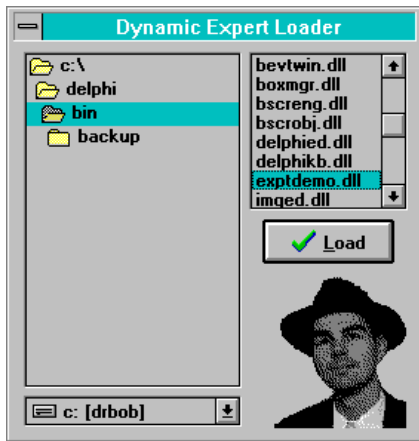 Dynamic Expert Loader
c:\
delphi
bin
backup
bevtwin.dll
boxmgr.dll
bscreng.dll
bscrobj.dll
delphied.dll
delphikb.dll
exptdemo.dll
imged.dll
Load
c: [drbob]